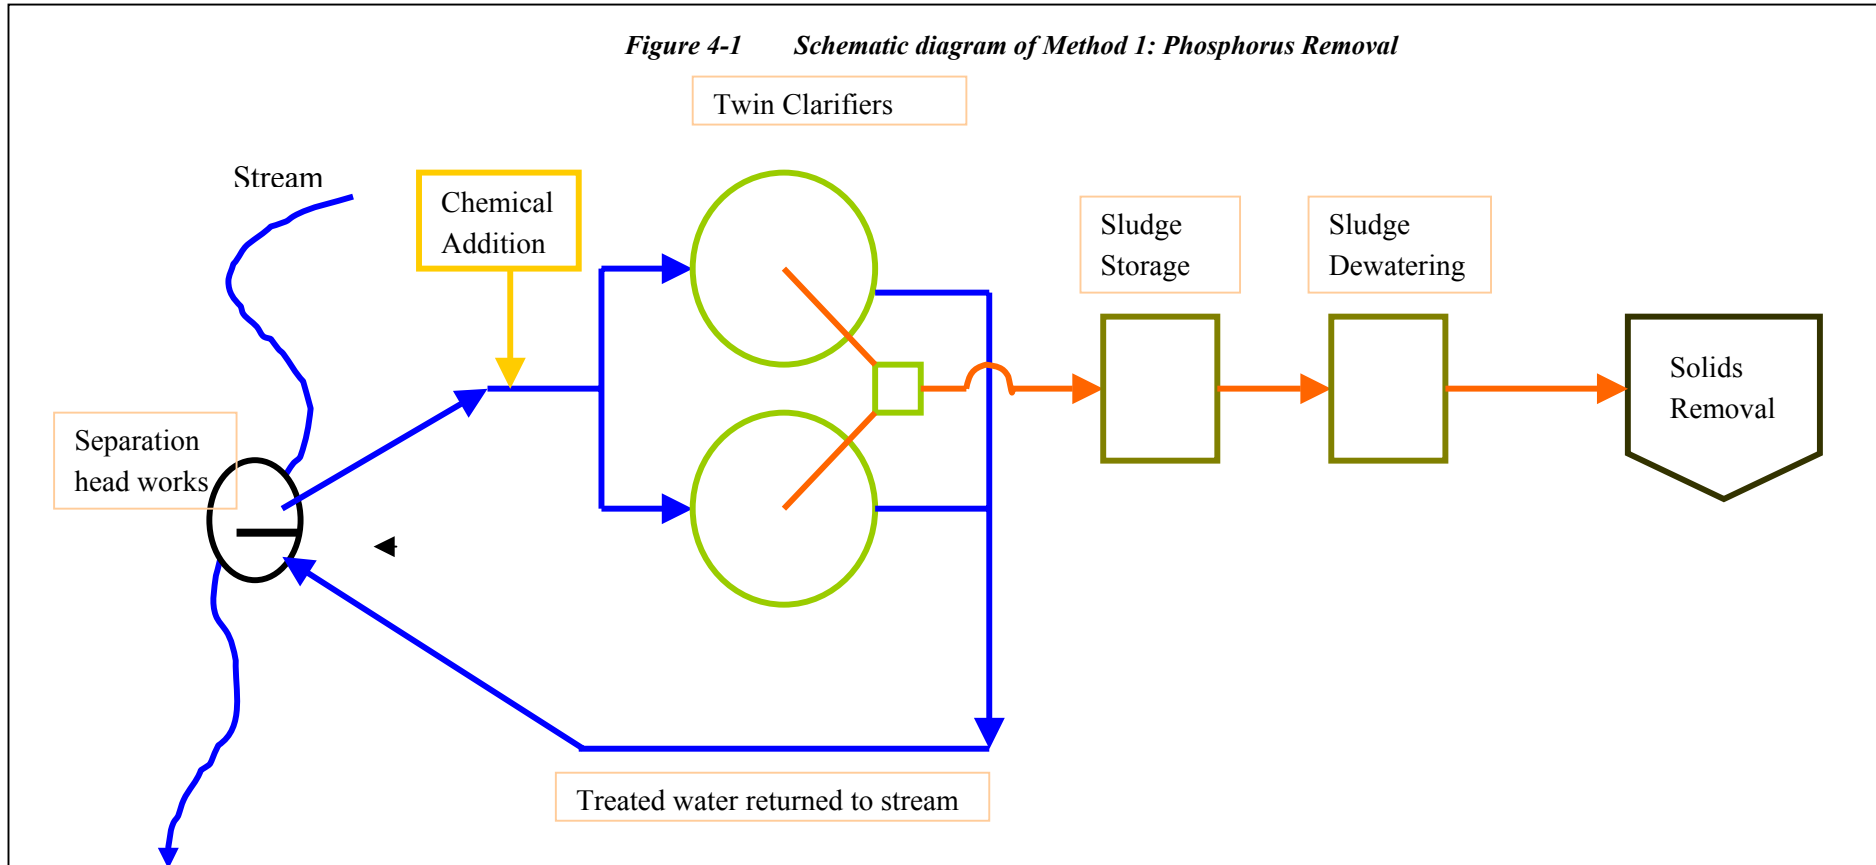 Figure 4-1 Schematic diagram of Method 1: Phosphorus Removal
Twin Clarifiers
Stream
Chemical
Addition
Sludge
Storage
Sludge
Dewatering
Solids
Removal
Separation
head works
Treated water returned to stream